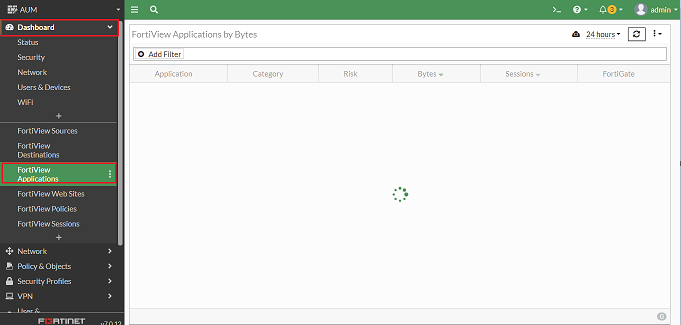 AUM
Dashboard
Status
Security
Network
Users & Devices
WiFi
+
FortiView Sources
FortiView
Destinations
FortiView
Applications
FortiView Web Sites
FortiView Policies
FortiView Sessions
+
Network
Policy & Objects
Security Profiles
VPN
User &
FORTINET
v7.0.12
>_
?
3
admin
FortiView Applications by Bytes
24 hours
Add Filter
Application Category Risk Bytes Sessions FortiGate
0